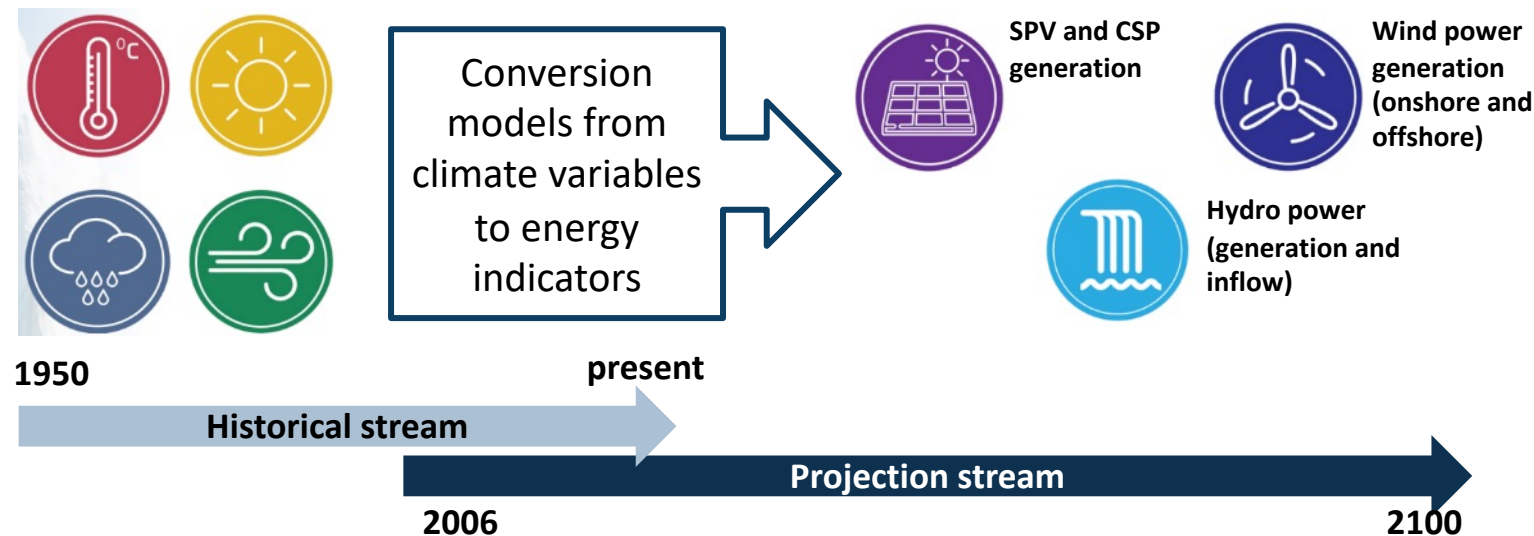 °C
Conversion
models from
climate variables
to energy
indicators
SPV and CSP
generation
Wind power
generation
(onshore and
offshore)
Hydro power
(generation and
inflow)
1950
present
Historical stream
Projection stream
2006
2100